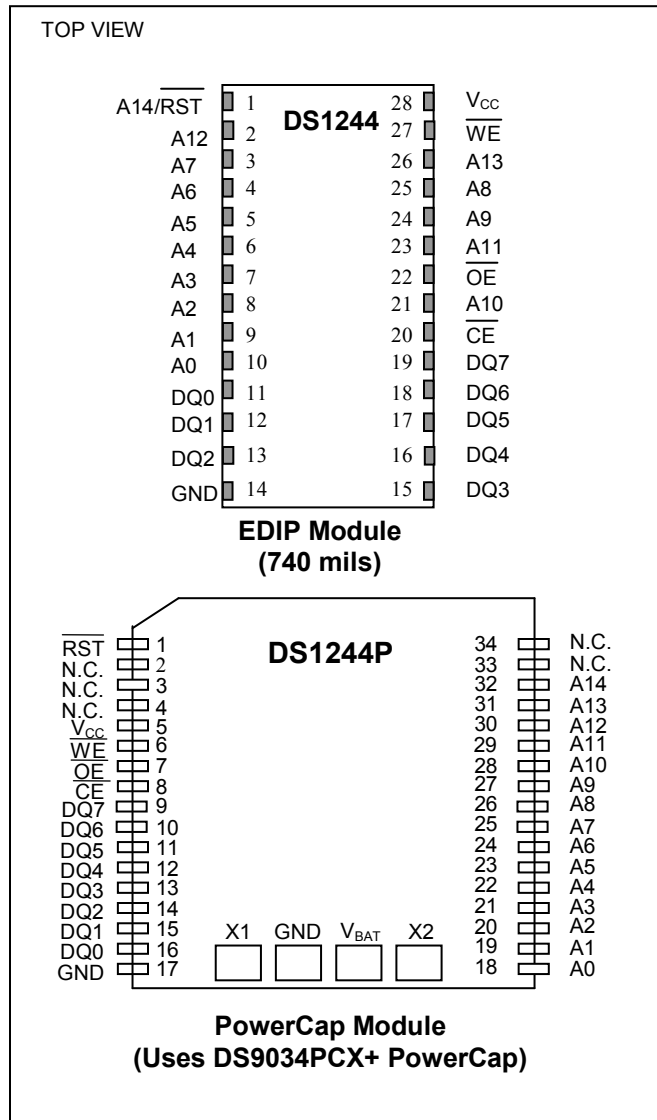 TOP VIEW
A14/RST 1 DS1244 28 VCC
A12 2 27 WE
A7 3 26 A13
A6 4 25 A8
A5 5 24 A9
A4 6 23 A11
A3 7 22 OE
A2 8 21 A10
A1 9 20 CE
A0 10 19 DQ7
DQ0 11 18 DQ6
DQ1 12 17 DQ5
DQ2 13 16 DQ4
GND 14 15 DQ3
EDIP Module
(740 mils)
RST 1 DS1244P 34 N.C.
N.C. 2 33 N.C.
N.C. 3 32 A14
N.C. 4 31 A13
VCC 5 30 A12
WE 6 29 A11
OE 7 28 A10
CE 8 27 A9
DQ7 9 26 A8
DQ6 10 25 A7
DQ5 11 24 A6
DQ4 12 23 A5
DQ3 13 22 A4
DQ2 14 21 A3
DQ1 15 20 A2
DQ0 16 19 A1
GND 17 18 A0
X1 GND VBAT X2
PowerCap Module
(Uses DS9034PCX+ PowerCap)